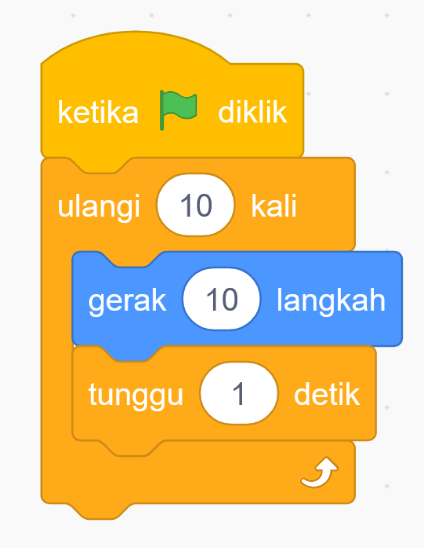 ketika diklik
ulangi 10 kali
gerak 10 langkah
tunggu 1 detik